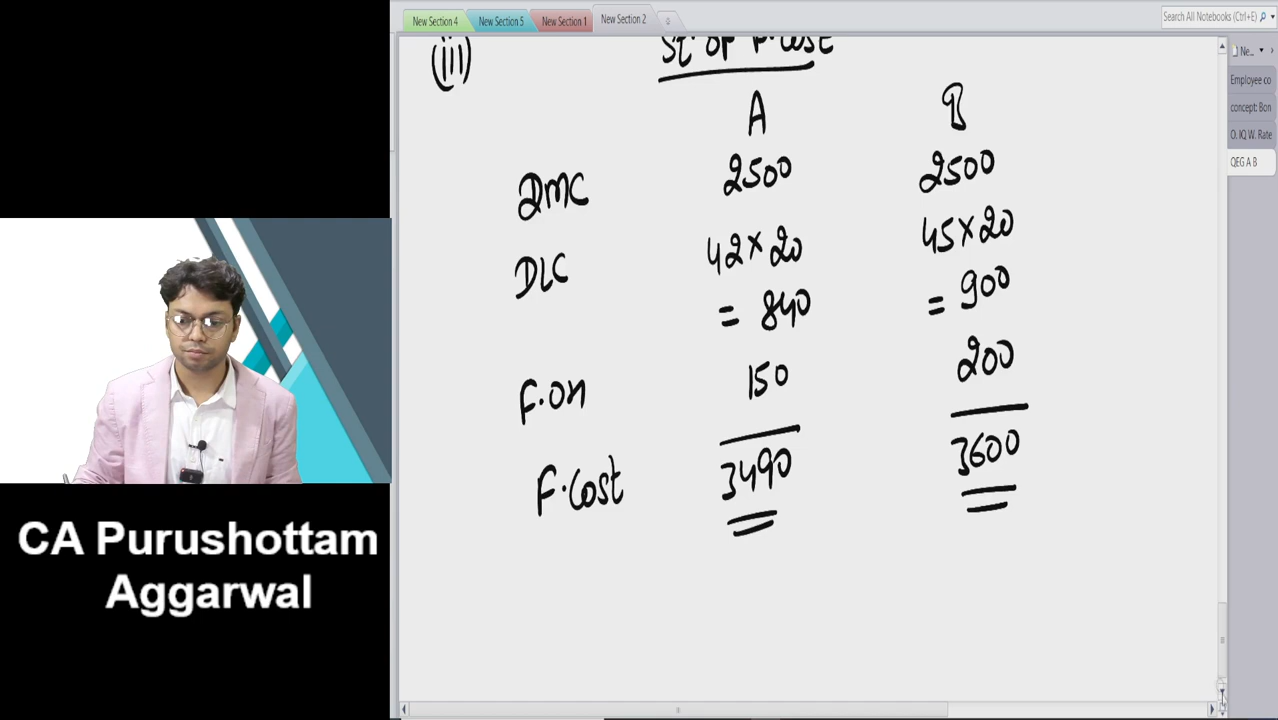 New Section 4
New Section 5
New Section 1
New Section 2
Search All Notebooks (Ctrl+E)
Ne...
Employee co
concept: Bon
O. IQ W. Rate
QEG A B
(iii) St. of F. Cost
A B
DMC 2500 2500
DLC 42 × 20 45 × 20
= 840 = 900
F.OH 150 200
F.Cost 3490 3600
CA Purushottam
Aggarwal